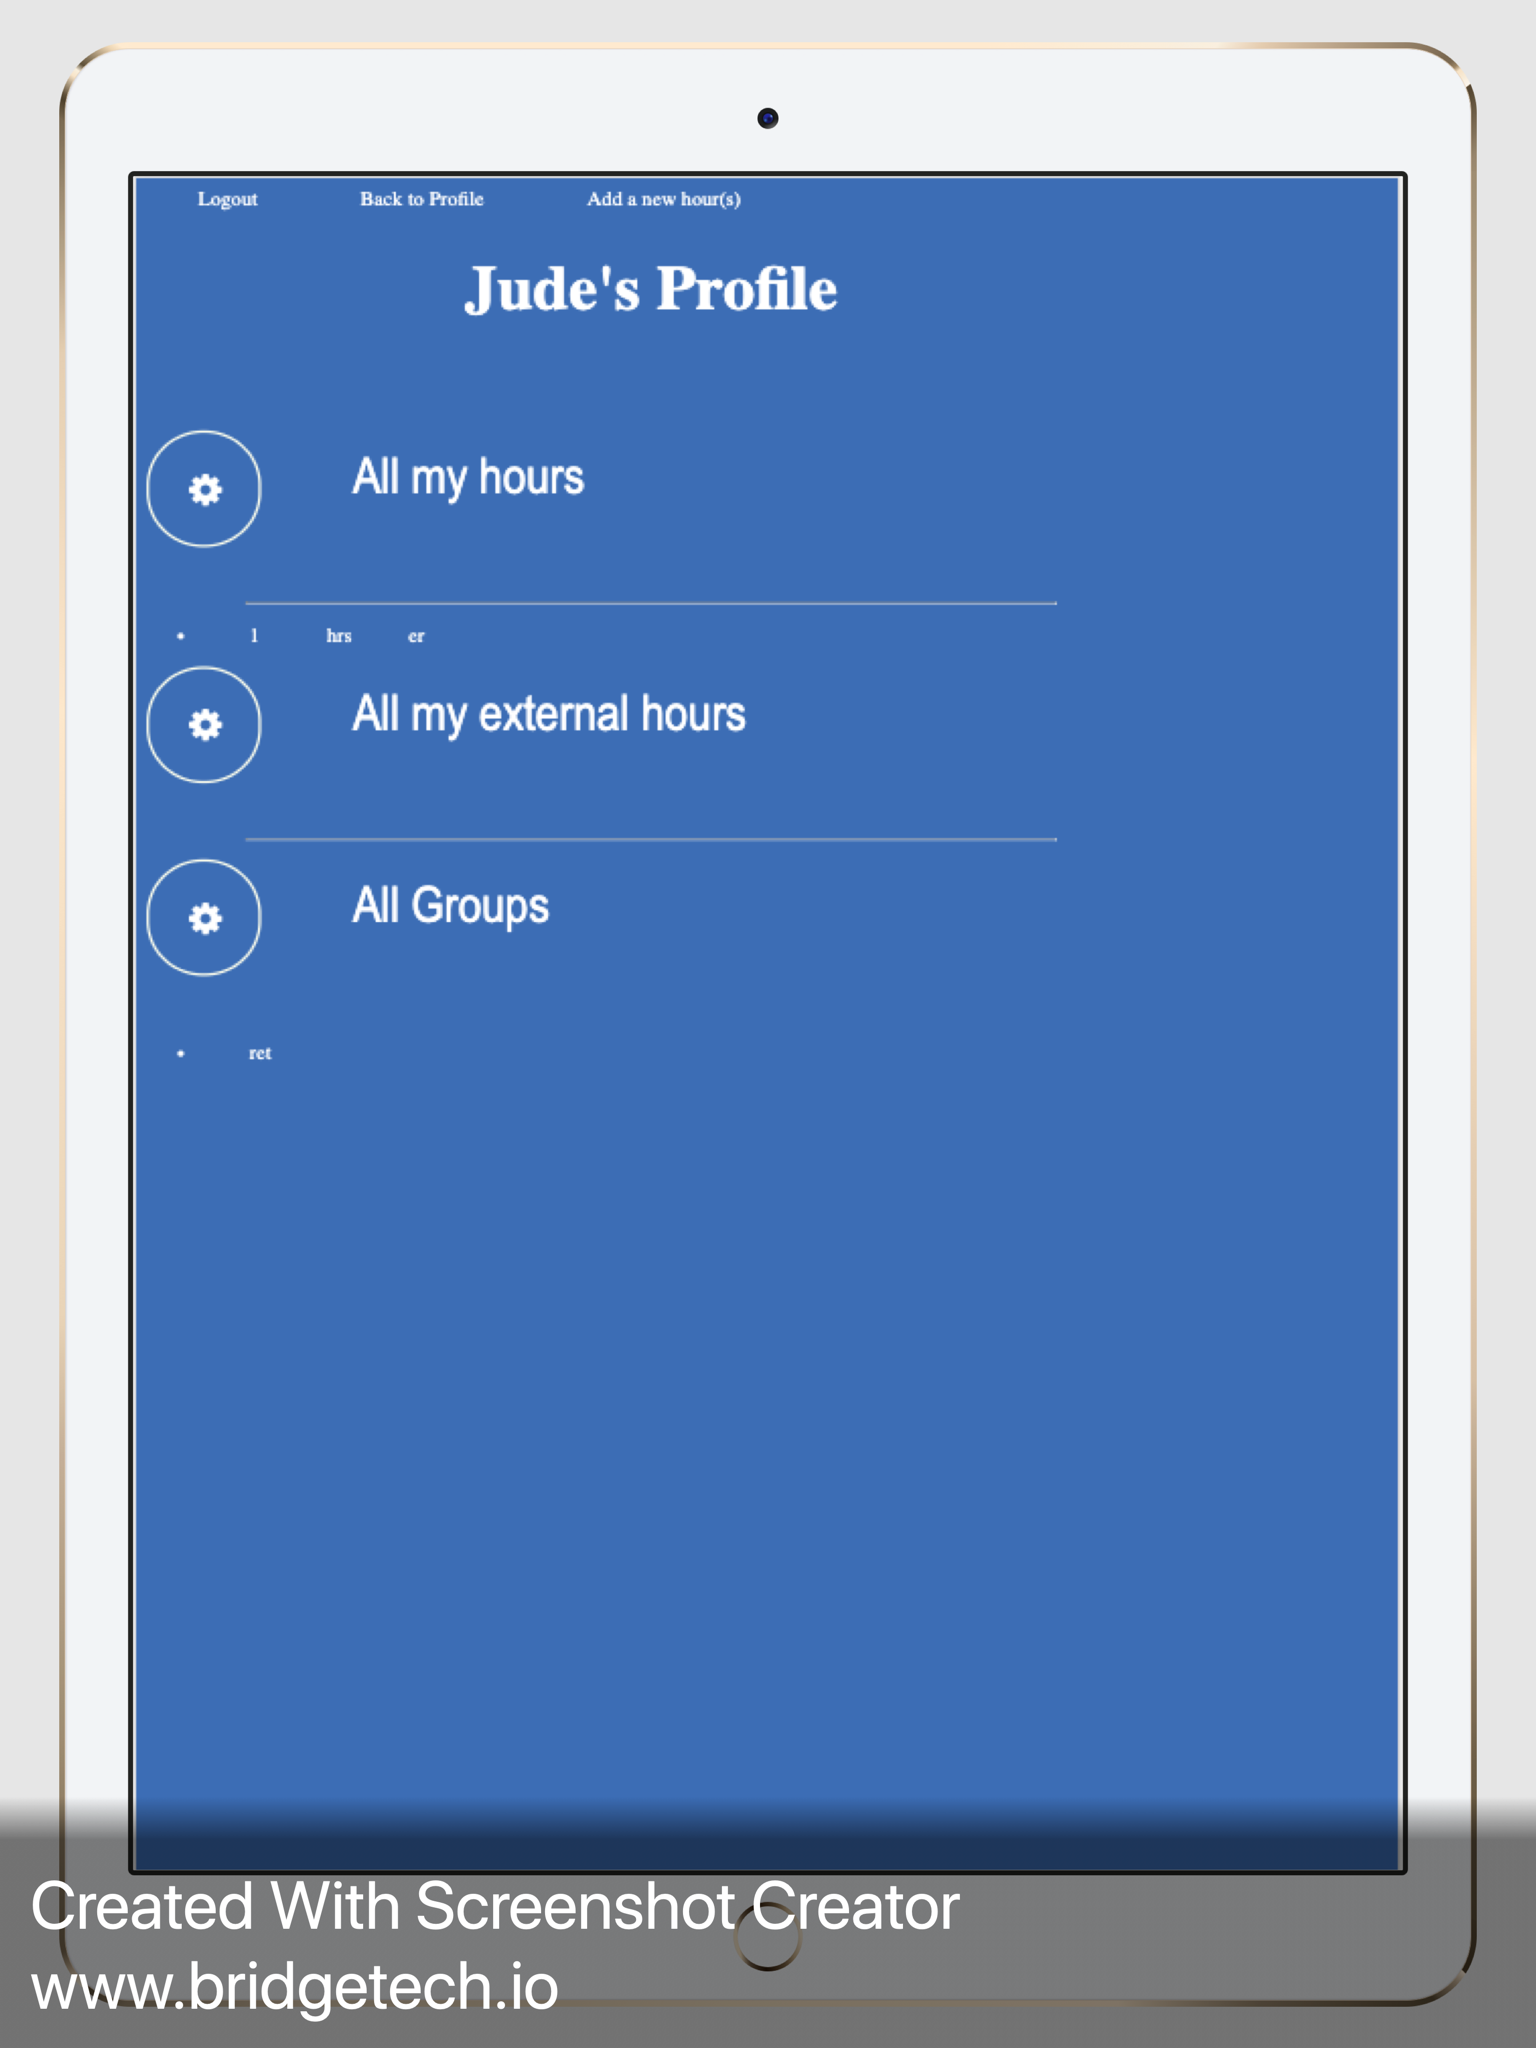 Logout Back to Profile Add a new hour(s)
Jude's Profile
All my hours
• 1 hrs er
All my external hours
All Groups
• ret
Created With Screenshot Creator
www.bridgetech.io